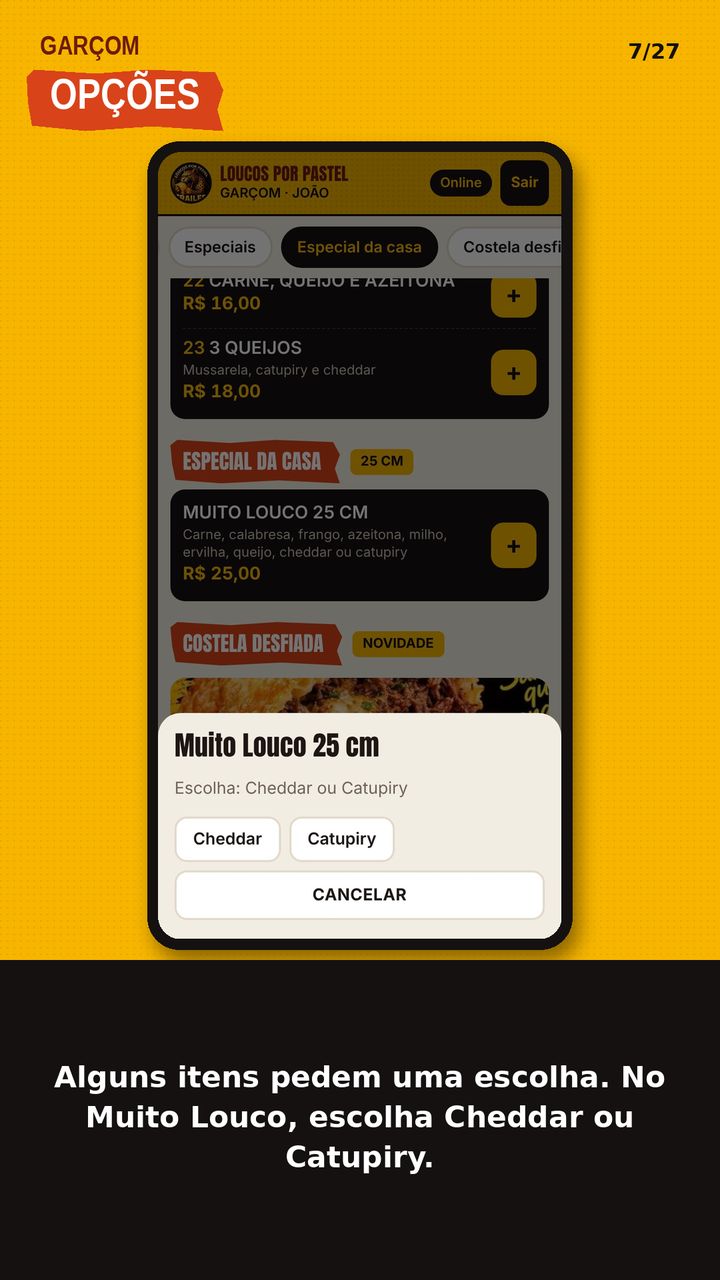 GARÇOM
7/27
OPÇÕES
LOUCOS POR PASTEL
GARÇOM · JOÃO
Online
Sair
Especiais
Especial da casa
Costela desfi
22 CARNE, QUEIJO E AZEITONA
R$ 16,00
+
23 3 QUEIJOS
Mussarela, catupiry e cheddar
R$ 18,00
+
ESPECIAL DA CASA
25 CM
MUITO LOUCO 25 CM
Carne, calabresa, frango, azeitona, milho,
ervilha, queijo, cheddar ou catupiry
R$ 25,00
+
COSTELA DESFIADA
NOVIDADE
Muito Louco 25 cm
Escolha: Cheddar ou Catupiry
Cheddar
Catupiry
CANCELAR
Alguns itens pedem uma escolha. No
Muito Louco, escolha Cheddar ou
Catupiry.